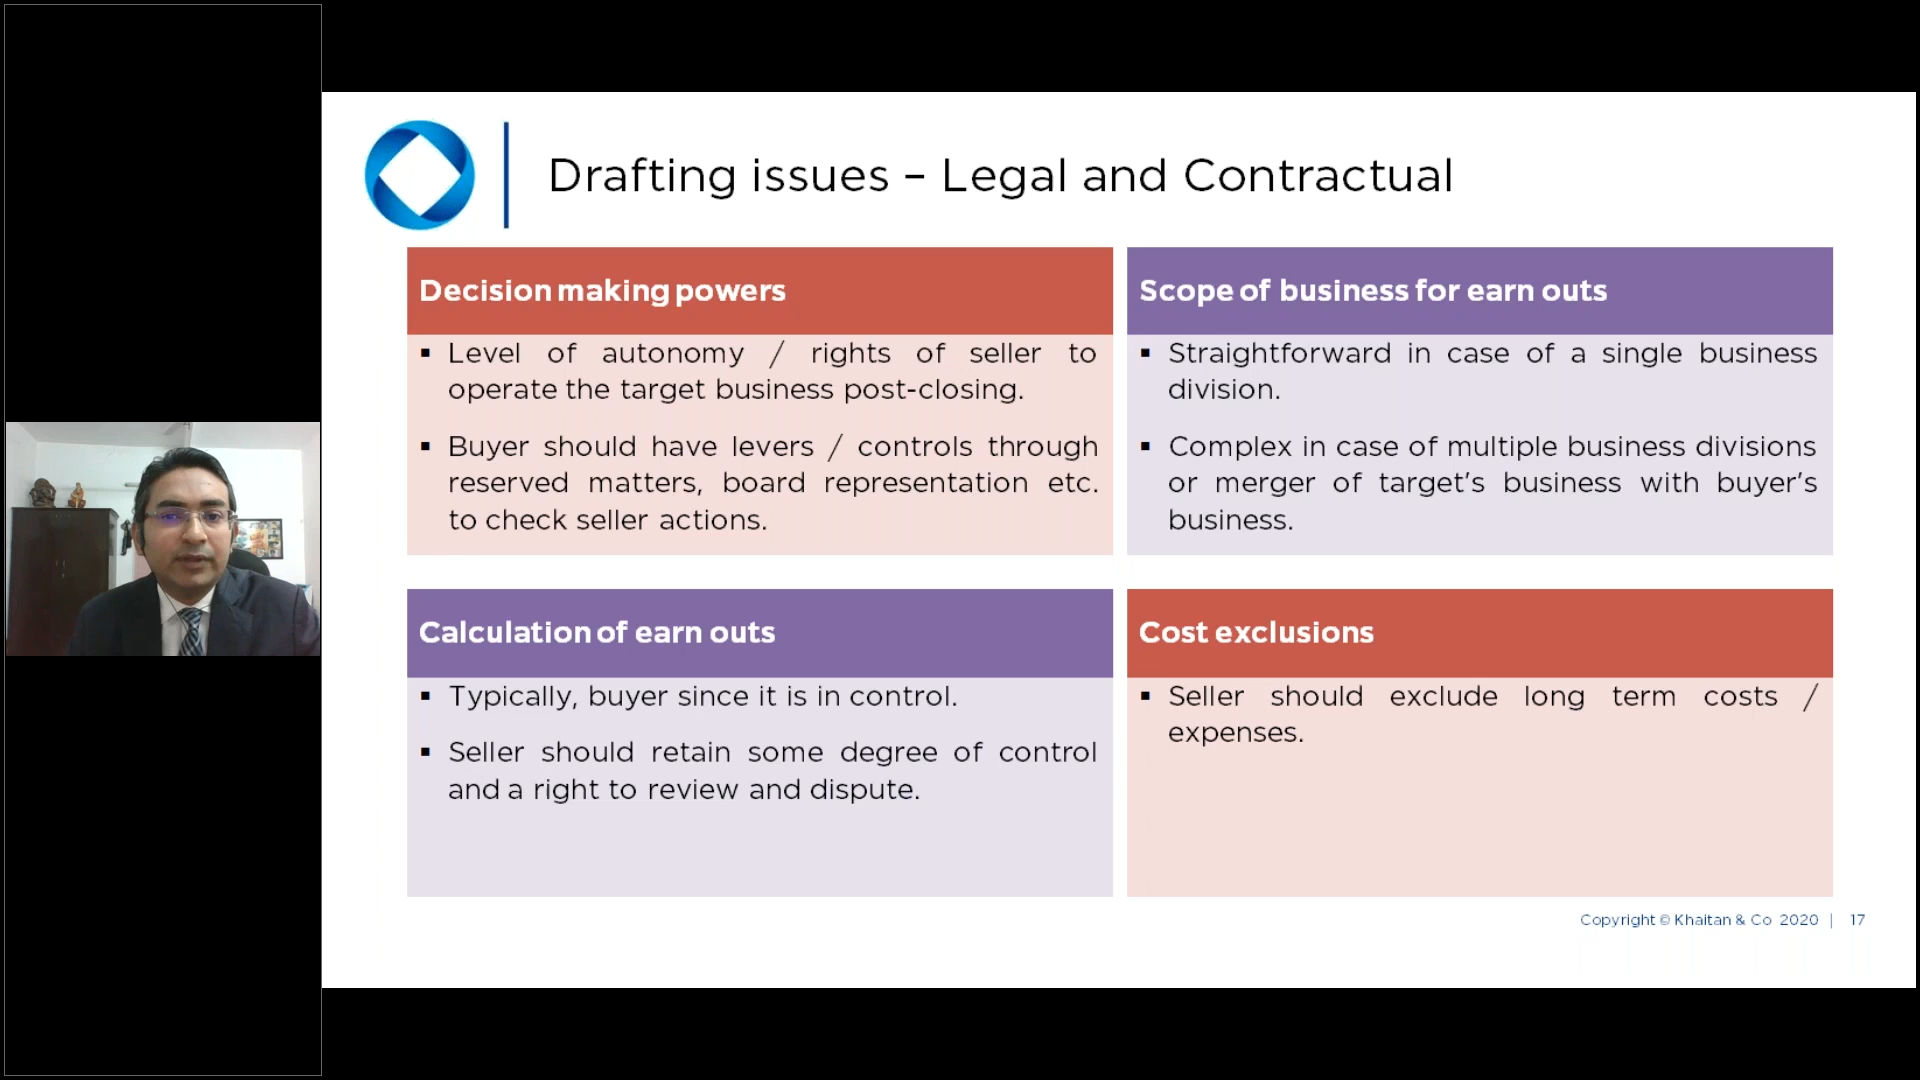 Drafting issues – Legal and Contractual
Decision making powers
▪ Level of autonomy / rights of seller to
operate the target business post-closing.
▪ Buyer should have levers / controls through
reserved matters, board representation etc.
to check seller actions.
Scope of business for earn outs
▪ Straightforward in case of a single business
division.
▪ Complex in case of multiple business divisions
or merger of target's business with buyer's
business.
Calculation of earn outs
▪ Typically, buyer since it is in control.
▪ Seller should retain some degree of control
and a right to review and dispute.
Cost exclusions
▪ Seller should exclude long term costs /
expenses.
Copyright © Khaitan & Co 2020 | 17